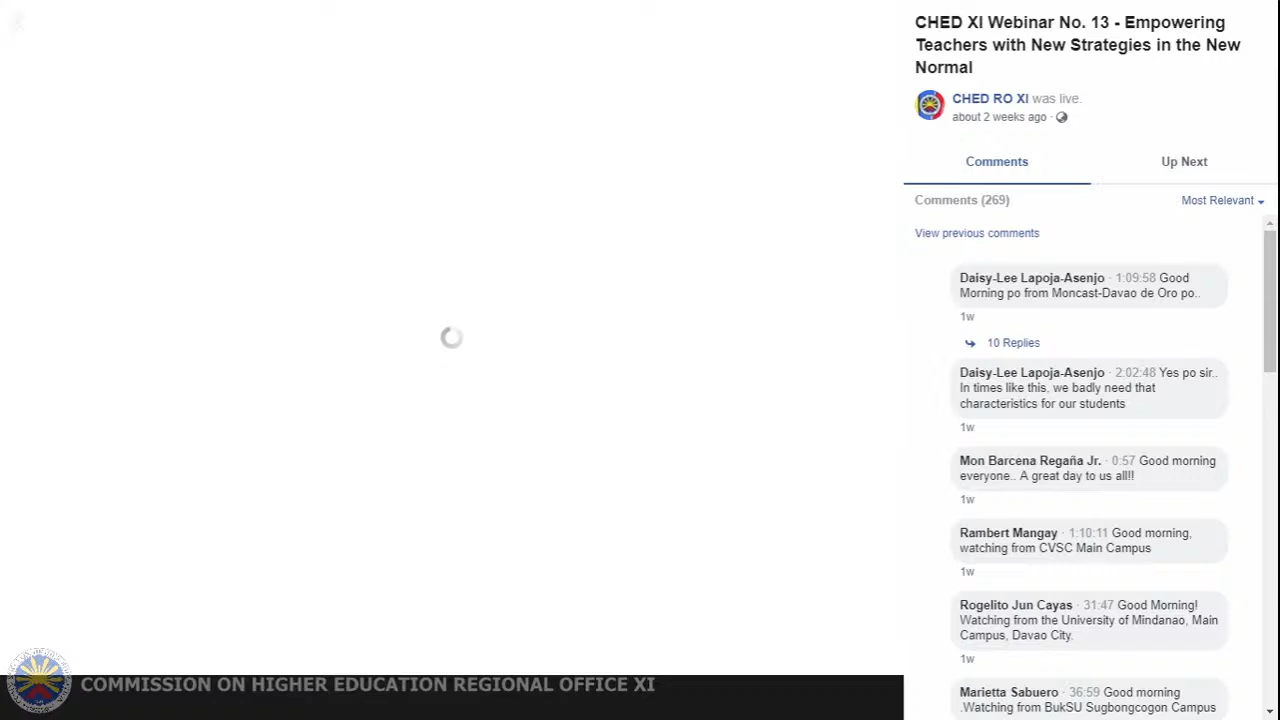 CHED XI Webinar No. 13 - Empowering
Teachers with New Strategies in the New
Normal
CHED RO XI was live.
about 2 weeks ago ·
Comments
Up Next
Comments (269)
Most Relevant
View previous comments
Daisy-Lee Lapoja-Asenjo · 1:09:58 Good
Morning po from Moncast-Davao de Oro po..
1w
10 Replies
Daisy-Lee Lapoja-Asenjo · 2:02:48 Yes po sir..
In times like this, we badly need that
characteristics for our students
1w
Mon Barcena Regaña Jr. · 0:57 Good morning
everyone.. A great day to us all!!
1w
Rambert Mangay · 1:10:11 Good morning,
watching from CVSC Main Campus
1w
Rogelito Jun Cayas · 31:47 Good Morning!
Watching from the University of Mindanao, Main
Campus, Davao City.
1w
Marietta Sabuero · 36:59 Good morning
.Watching from BukSU Sugbongcogon Campus
COMMISSION ON HIGHER EDUCATION REGIONAL OFFICE XI